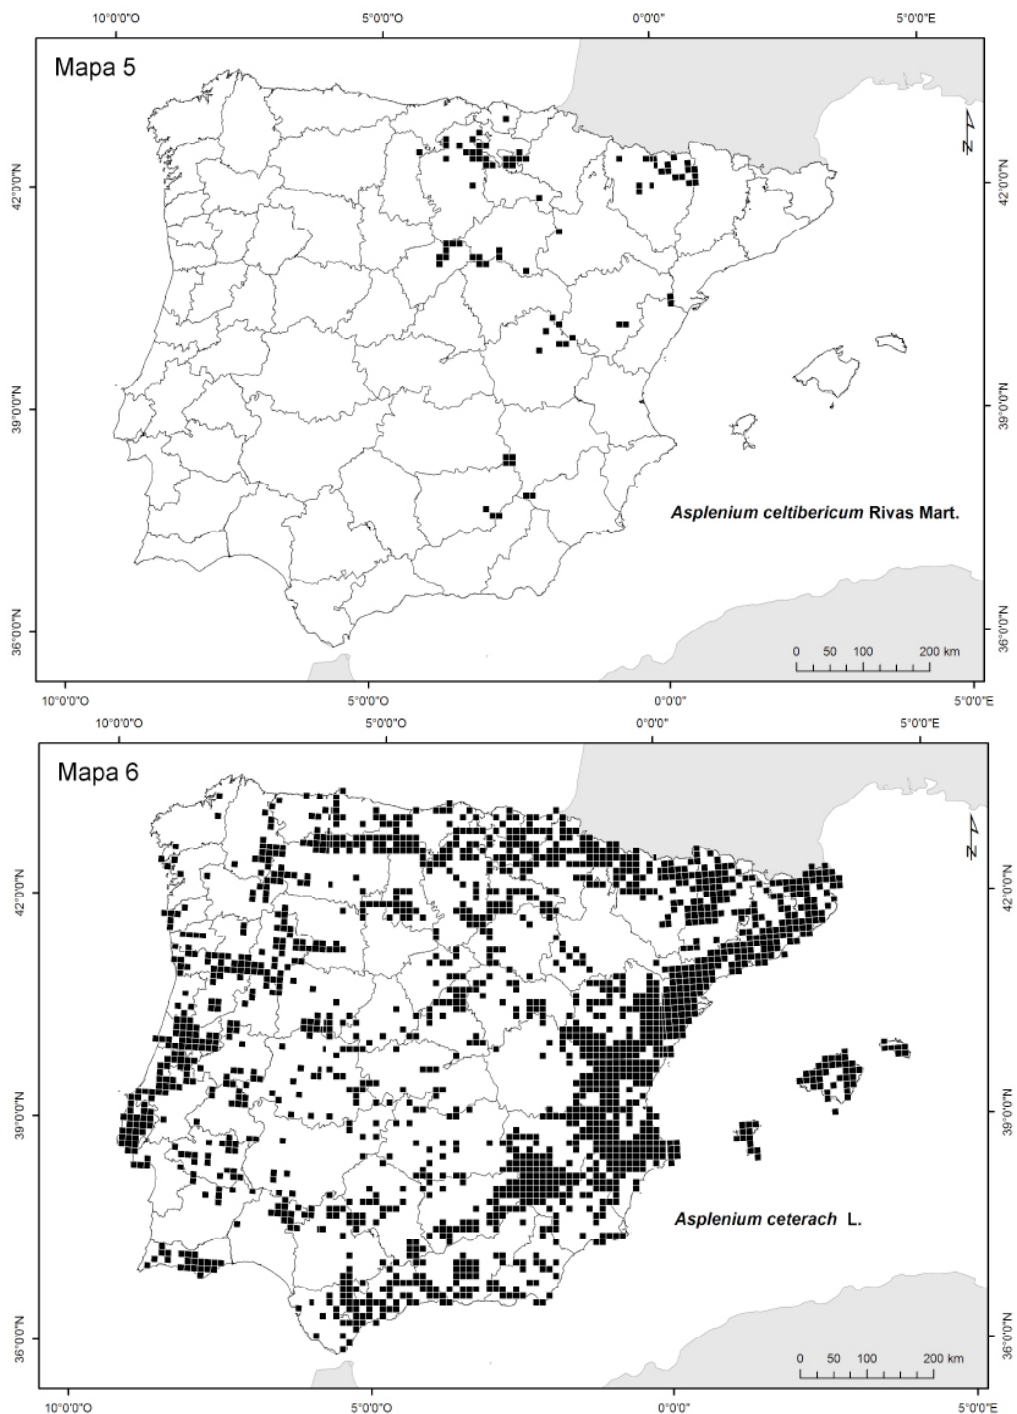 10°0'0"O 5°0'0"O 0°0'0" 5°0'0"E
Mapa 5
N
42°0'0"N 42°0'0"N
39°0'0"N 39°0'0"N
Asplenium celtibericum Rivas Mart.
36°0'0"N 36°0'0"N
0 50 100 200 km
10°0'0"O 5°0'0"O 0°0'0" 5°0'0"E
10°0'0"O 5°0'0"O 0°0'0" 5°0'0"E
Mapa 6
N
42°0'0"N 42°0'0"N
39°0'0"N 39°0'0"N
Asplenium ceterach L.
36°0'0"N 36°0'0"N
0 50 100 200 km
10°0'0"O 5°0'0"O 0°0'0" 5°0'0"E